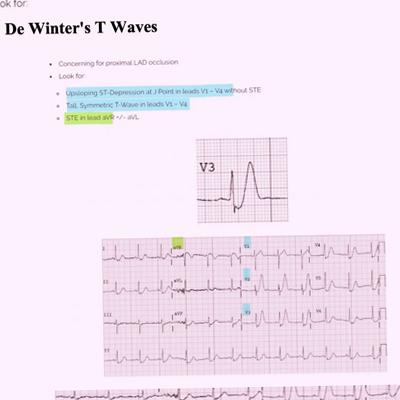 ok for:
De Winter's T Waves
Concerning for proximal LAD occlusion
Look for:
Upsloping ST-Depression at J Point in leads V1 – V4 without STE
Tall, Symmetric T-Wave in leads V1 – V4
STE in lead aVR +/- aVL
V3
I aVR V1 V4
II aVL V2 V5
III aVF V3 V6